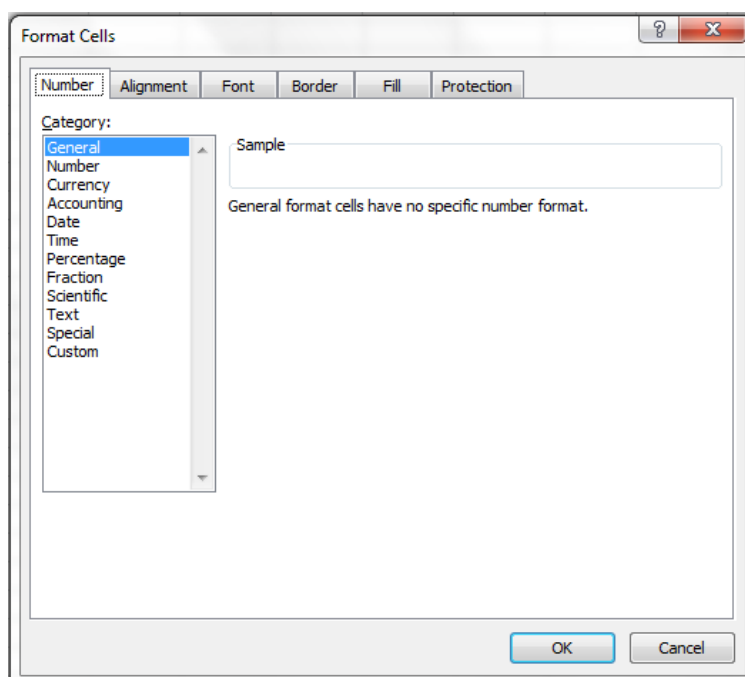 Format Cells
Number Alignment Font Border Fill Protection
Category:
General
Number
Currency
Accounting
Date
Time
Percentage
Fraction
Scientific
Text
Special
Custom
Sample
General format cells have no specific number format.
OK Cancel